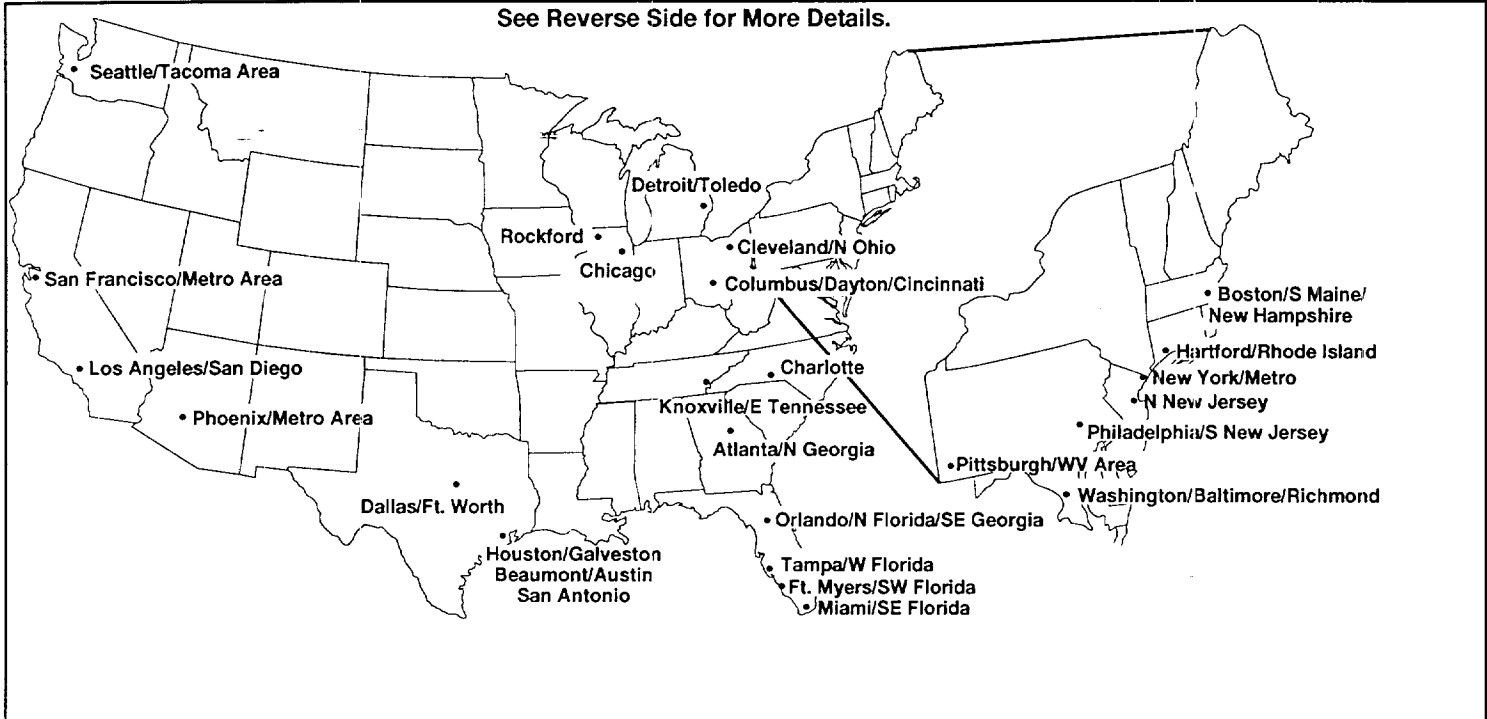 See Reverse Side for More Details.
Seattle/Tacoma Area
Detroit/Toledo
Rockford
Cleveland/N Ohio
Chicago
San Francisco/Metro Area
Columbus/Dayton/Cincinnati
Boston/S Maine/
New Hampshire
Hartford/Rhode Island
Los Angeles/San Diego
Charlotte
New York/Metro
N New Jersey
Knoxville/E Tennessee
Phoenix/Metro Area
Philadelphia/S New Jersey
Atlanta/N Georgia
Pittsburgh/WV Area
Washington/Baltimore/Richmond
Dallas/Ft. Worth
Orlando/N Florida/SE Georgia
Houston/Galveston
Beaumont/Austin
San Antonio
Tampa/W Florida
Ft. Myers/SW Florida
Miami/SE Florida